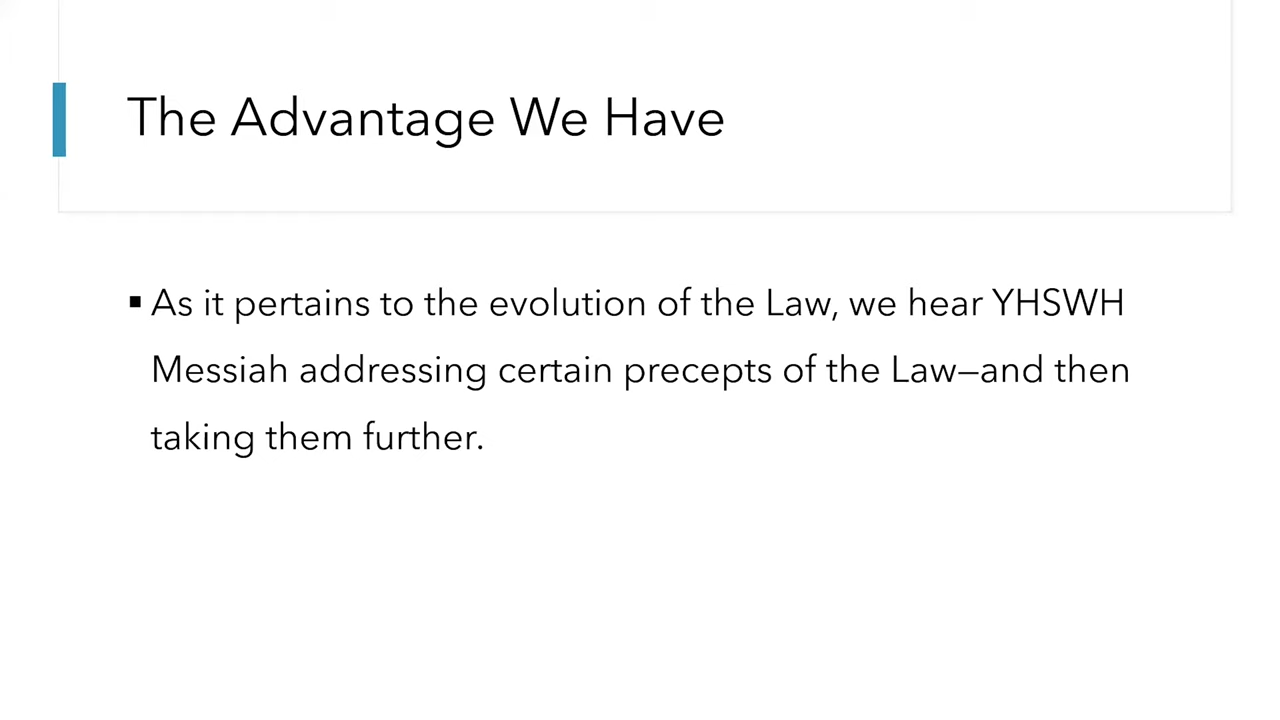 The Advantage We Have
▪ As it pertains to the evolution of the Law, we hear YHSWH
Messiah addressing certain precepts of the Law—and then
taking them further.